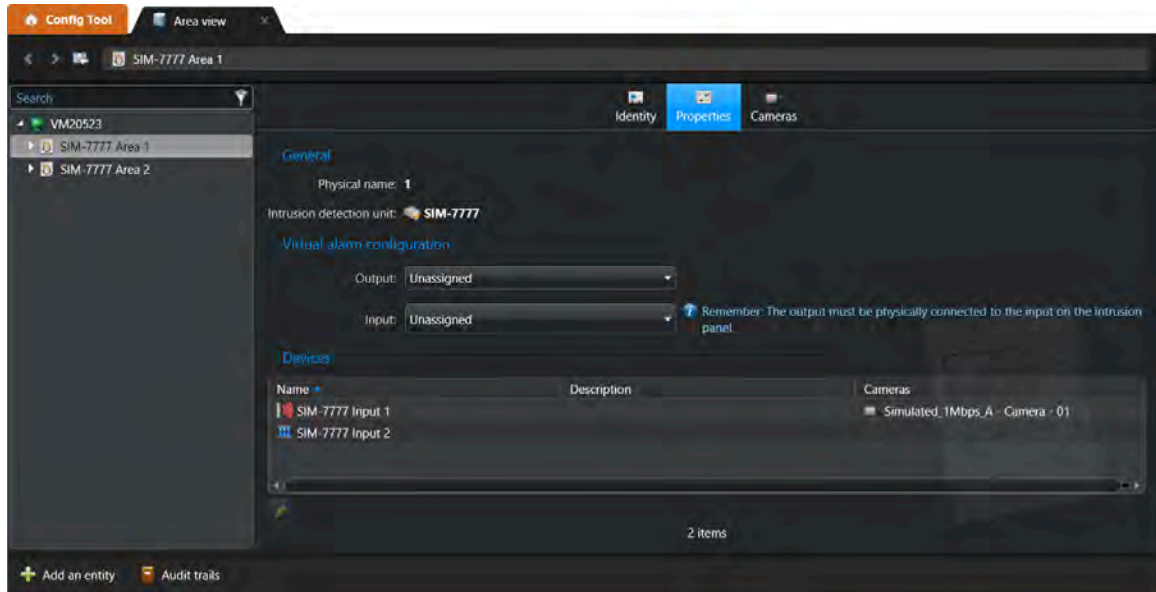 Config Tool
Area view
SIM-7777 Area 1
Search
VM20523
SIM-7777 Area 1
SIM-7777 Area 2
Identity
Properties
Cameras
General
Physical name: 1
Intrusion detection unit: SIM-7777
Virtual alarm configuration
Output: Unassigned
Input: Unassigned
Remember: The output must be physically connected to the input on the intrusion
panel.
Devices
Name Description Cameras
SIM-7777 Input 1 Simulated_1Mbps_A - Camera - 01
SIM-7777 Input 2
2 items
Add an entity
Audit trails